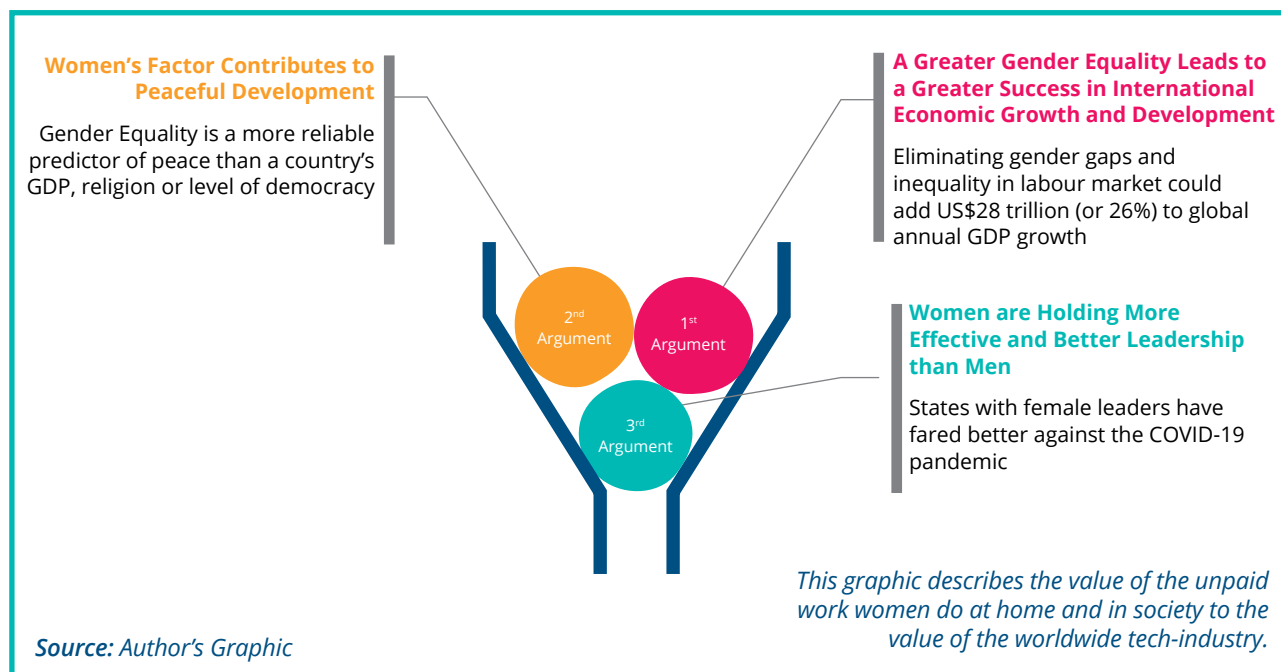 Women's Factor Contributes to
Peaceful Development
Gender Equality is a more reliable
predictor of peace than a country's
GDP, religion or level of democracy
A Greater Gender Equality Leads to
a Greater Success in International
Economic Growth and Development
Eliminating gender gaps and
inequality in labour market could
add US$28 trillion (or 26%) to global
annual GDP growth
2nd
Argument
1st
Argument
3rd
Argument
Women are Holding More
Effective and Better Leadership
than Men
States with female leaders have
fared better against the COVID-19
pandemic
This graphic describes the value of the unpaid
work women do at home and in society to the
value of the worldwide tech-industry.
Source: Author's Graphic